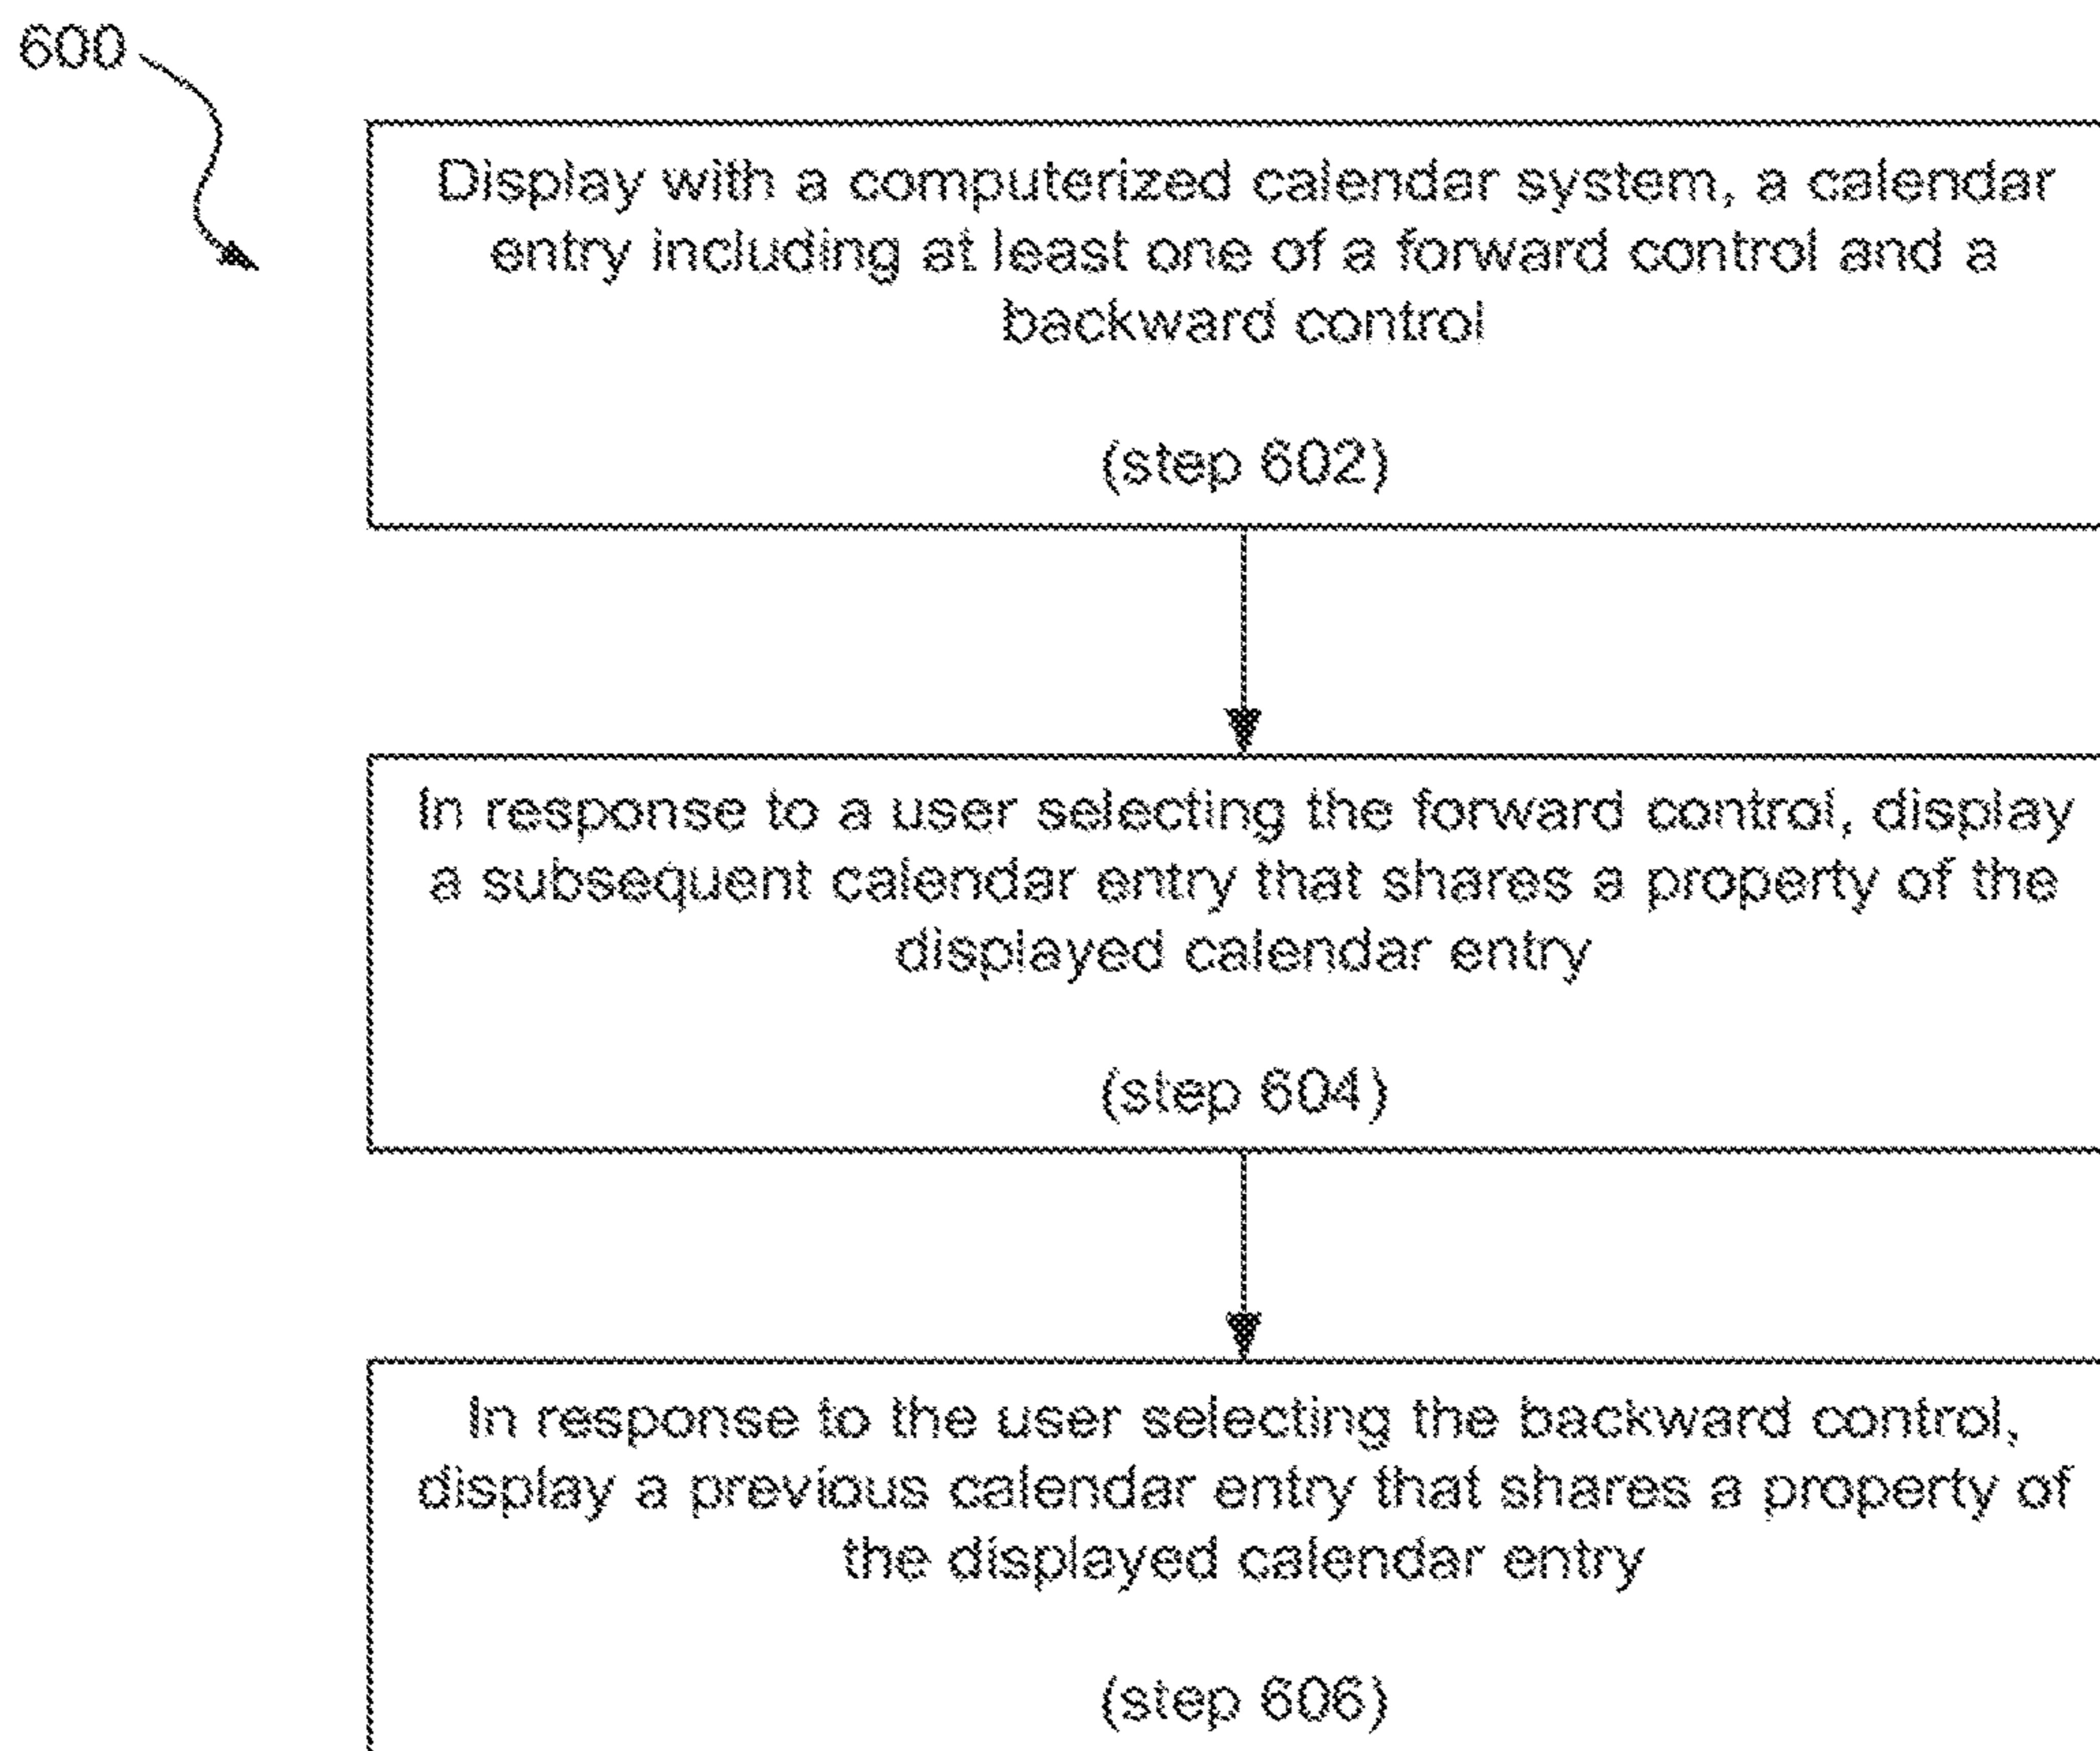 600
Display with a computerized calendar system, a calendar
entry including at least one of a forward control and a
backward control
(step 602)
In response to a user selecting the forward control, display
a subsequent calendar entry that shares a property of the
displayed calendar entry
(step 604)
In response to the user selecting the backward control,
display a previous calendar entry that shares a property of
the displayed calendar entry
(step 606)